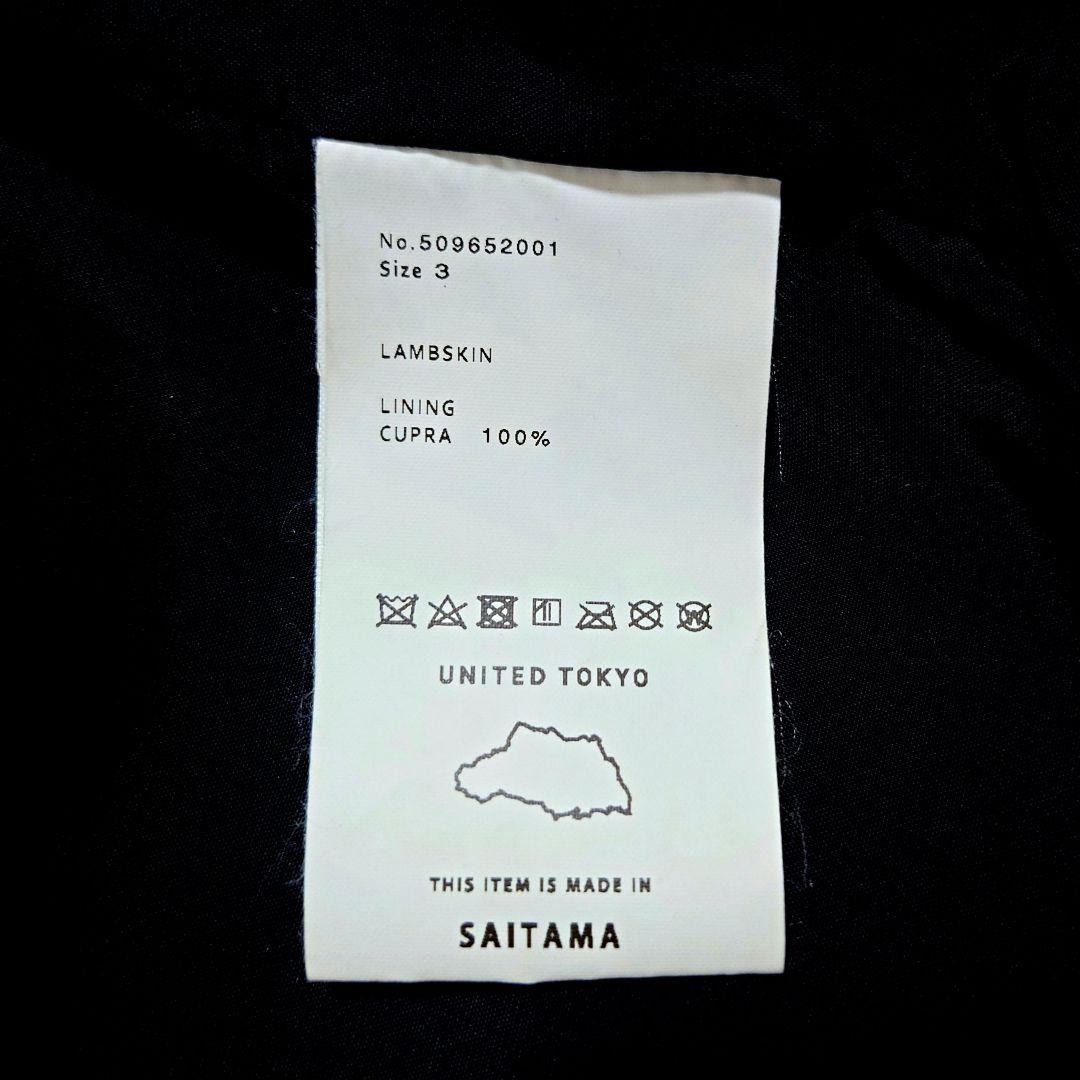 No.509652001
Size 3
LAMBSKIN
LINING
CUPRA 100%
W
UNITED TOKYO
THIS ITEM IS MADE IN
SAITAMA